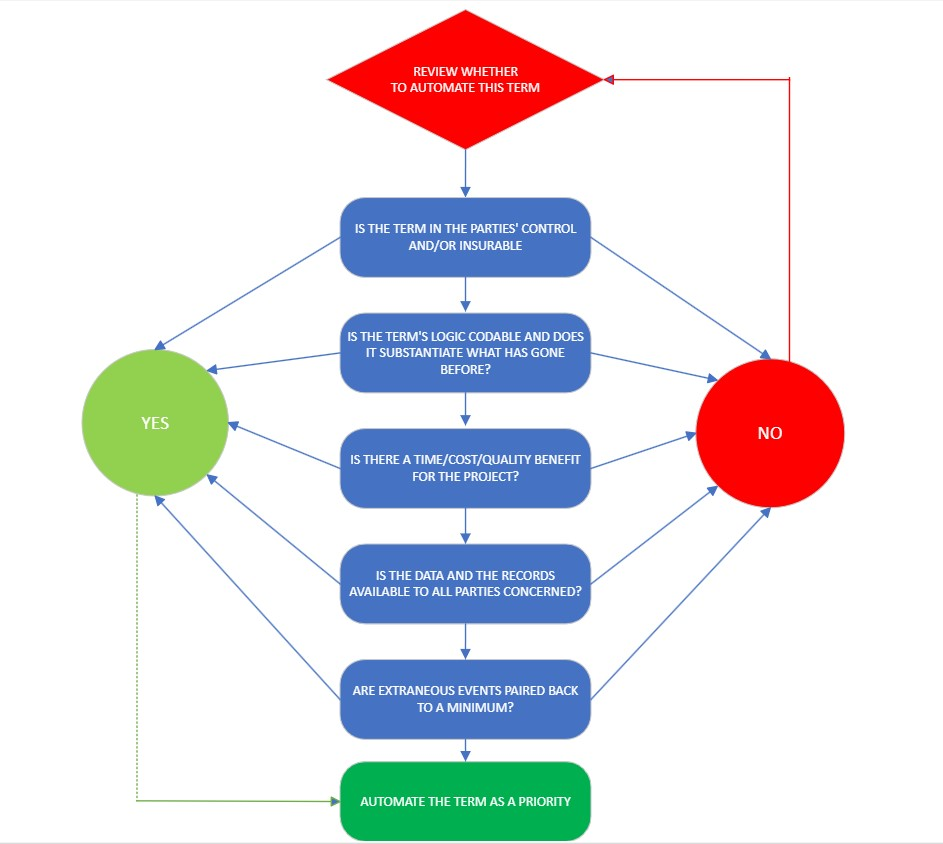 REVIEW WHETHER
TO AUTOMATE THIS TERM
IS THE TERM IN THE PARTIES' CONTROL
AND/OR INSURABLE
IS THE TERM'S LOGIC CODABLE AND DOES
IT SUBSTANTIATE WHAT HAS GONE
BEFORE?
YES
NO
IS THERE A TIME/COST/QUALITY BENEFIT
FOR THE PROJECT?
IS THE DATA AND THE RECORDS
AVAILABLE TO ALL PARTIES CONCERNED?
ARE EXTRANEOUS EVENTS PAIRED BACK
TO A MINIMUM?
AUTOMATE THE TERM AS A PRIORITY